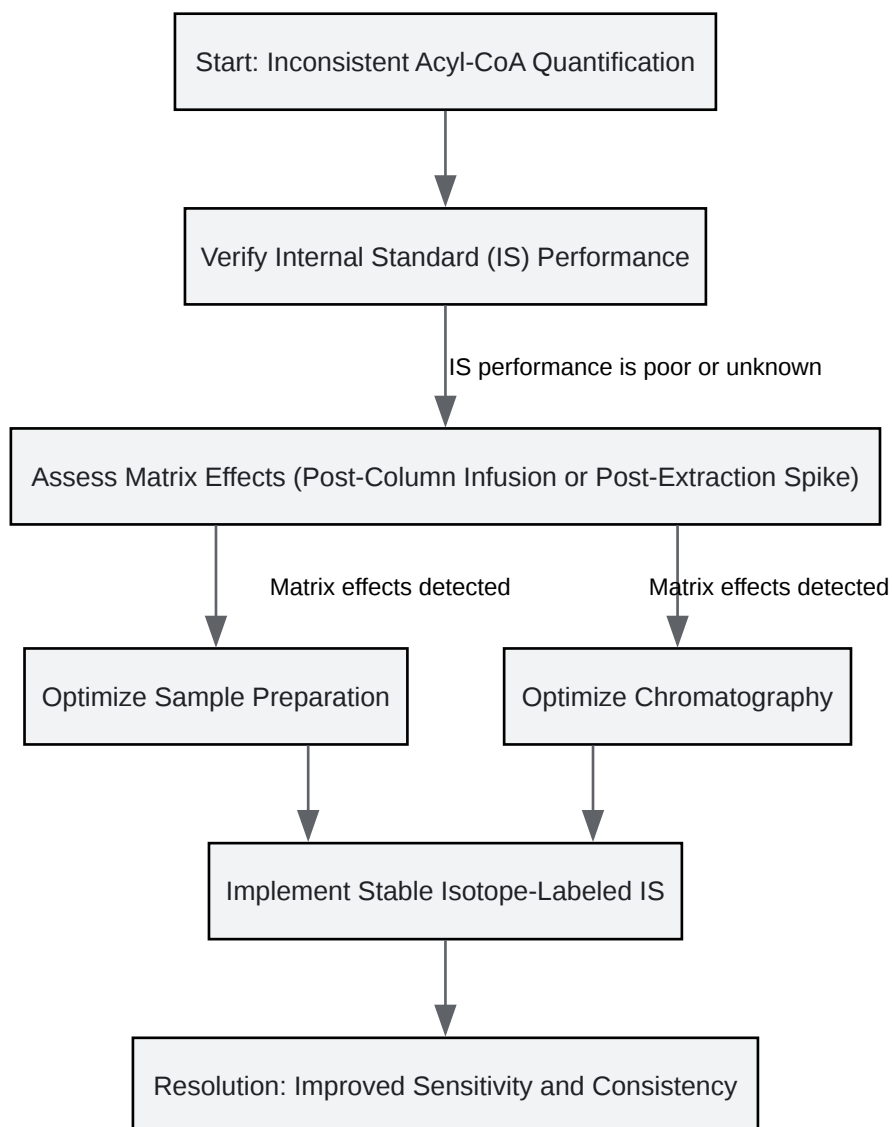 Start: Inconsistent Acyl-CoA Quantification
Verify Internal Standard (IS) Performance
IS performance is poor or unknown
Assess Matrix Effects (Post-Column Infusion or Post-Extraction Spike)
Matrix effects detected
Matrix effects detected
Optimize Sample Preparation
Optimize Chromatography
Implement Stable Isotope-Labeled IS
Resolution: Improved Sensitivity and Consistency